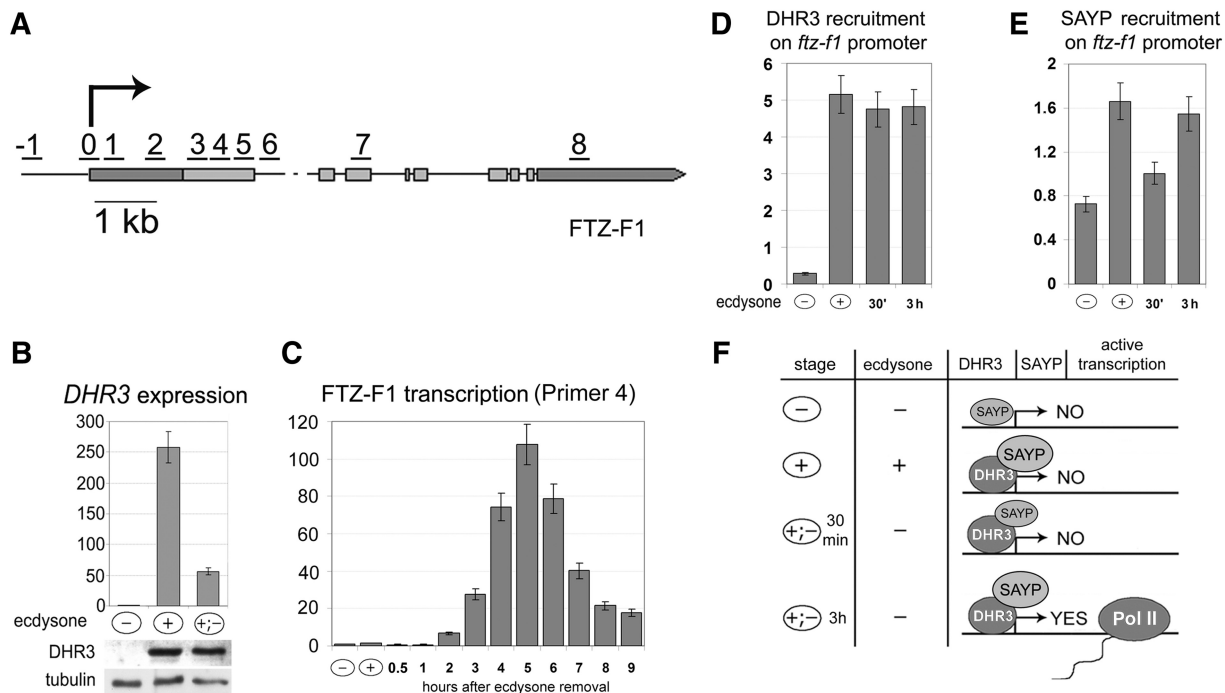 A
-1 0 1 2 3 4 5 6 7 8
1 kb
FTZ-F1
B
DHR3 expression
300
250
200
150
100
50
0
ecdysone − + +;−
DHR3
tubulin
C
FTZ-F1 transcription (Primer 4)
120
100
80
60
40
20
0
− + 0.5 1 2 3 4 5 6 7 8 9
hours after ecdysone removal
D
DHR3 recruitment
on ftz-f1 promoter
6
5
4
3
2
1
0
ecdysone − + 30' 3 h
E
SAYP recruitment
on ftz-f1 promoter
2
1.6
1.2
0.8
0.4
0
− + 30' 3 h
F
stage ecdysone DHR3 SAYP active
transcription
− − SAYP NO
+ + DHR3 SAYP NO
+;− 30
min − DHR3 SAYP NO
+;− 3h − DHR3 SAYP YES Pol II